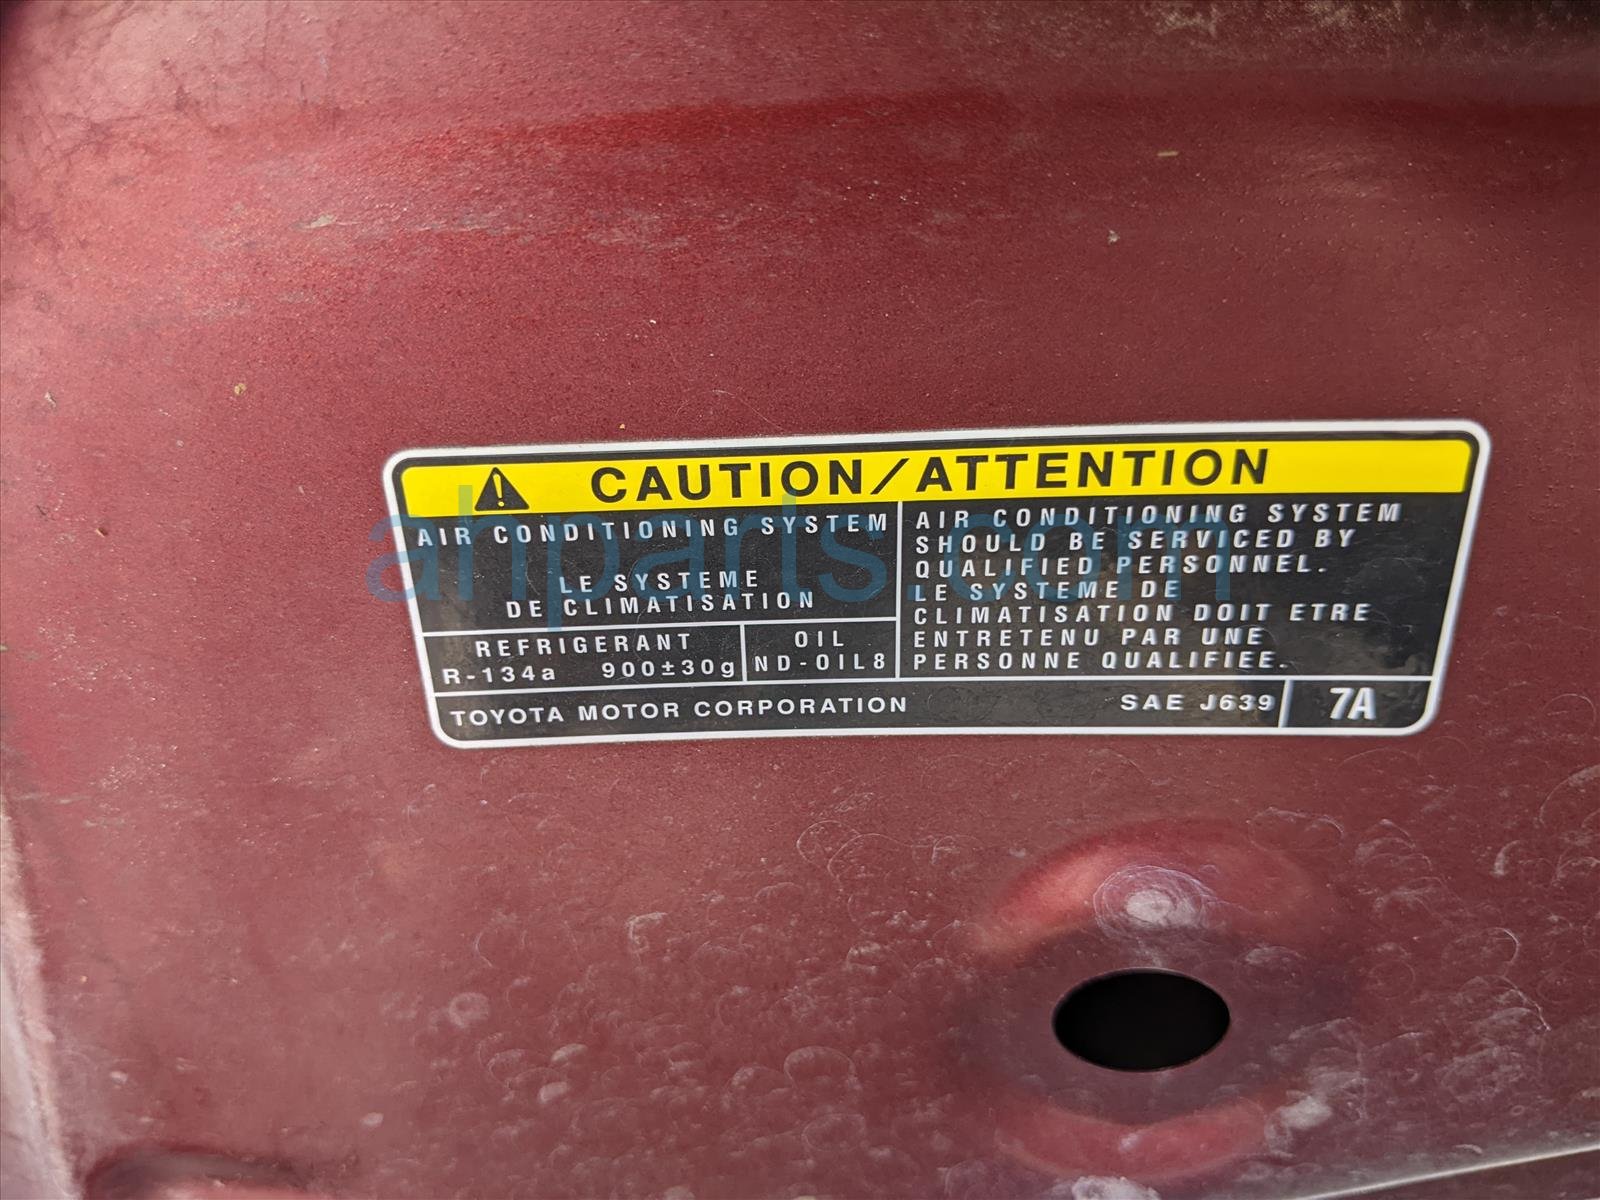 CAUTION/ATTENTION
AIR CONDITIONING SYSTEM
LE SYSTEME
DE CLIMATISATION
REFRIGERANT
R-134a 900±30g
OIL
ND-OIL8
AIR CONDITIONING SYSTEM
SHOULD BE SERVICED BY
QUALIFIED PERSONNEL.
LE SYSTEME DE
CLIMATISATION DOIT ETRE
ENTRETENU PAR UNE
PERSONNE QUALIFIEE.
TOYOTA MOTOR CORPORATION
SAE J639
7A
ahparts.com